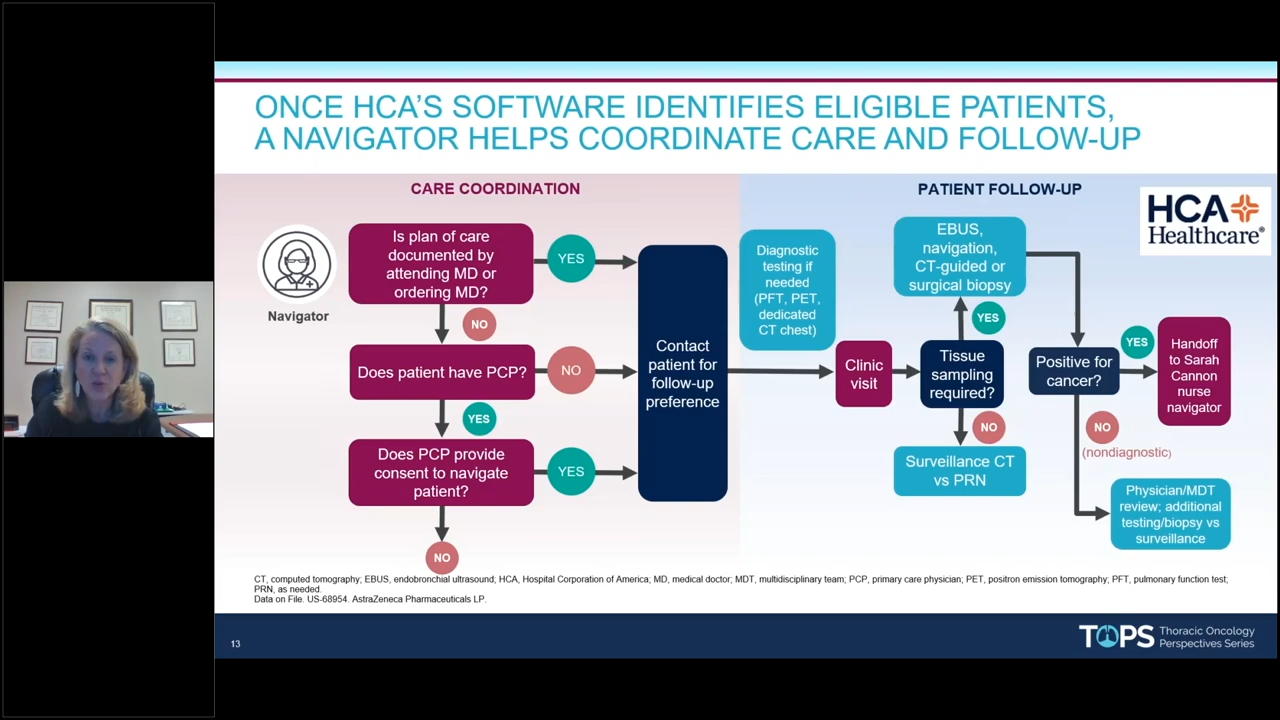 ONCE HCA'S SOFTWARE IDENTIFIES ELIGIBLE PATIENTS,
A NAVIGATOR HELPS COORDINATE CARE AND FOLLOW-UP
CARE COORDINATION
PATIENT FOLLOW-UP
HCA
Healthcare®
Navigator
Is plan of care
documented by
attending MD or
ordering MD?
YES
NO
Does patient have PCP?
NO
YES
Does PCP provide
consent to navigate
patient?
YES
NO
Contact
patient for
follow-up
preference
Diagnostic
testing if
needed
(PFT, PET,
dedicated
CT chest)
Clinic
visit
EBUS,
navigation,
CT-guided or
surgical biopsy
YES
Tissue
sampling
required?
NO
Surveillance CT
vs PRN
Positive for
cancer?
YES
Handoff
to Sarah
Cannon
nurse
navigator
NO
(nondiagnostic)
Physician/MDT
review; additional
testing/biopsy vs
surveillance
CT, computed tomography; EBUS, endobronchial ultrasound; HCA, Hospital Corporation of America, MD, medical doctor; MDT, multidisciplinary team; PCP, primary care physician; PET, positron emission tomography; PFT, pulmonary function test;
PRN, as needed.
Data on File. US-68954. AstraZeneca Pharmaceuticals LP.
13
TOPS
Thoracic Oncology
Perspectives Series